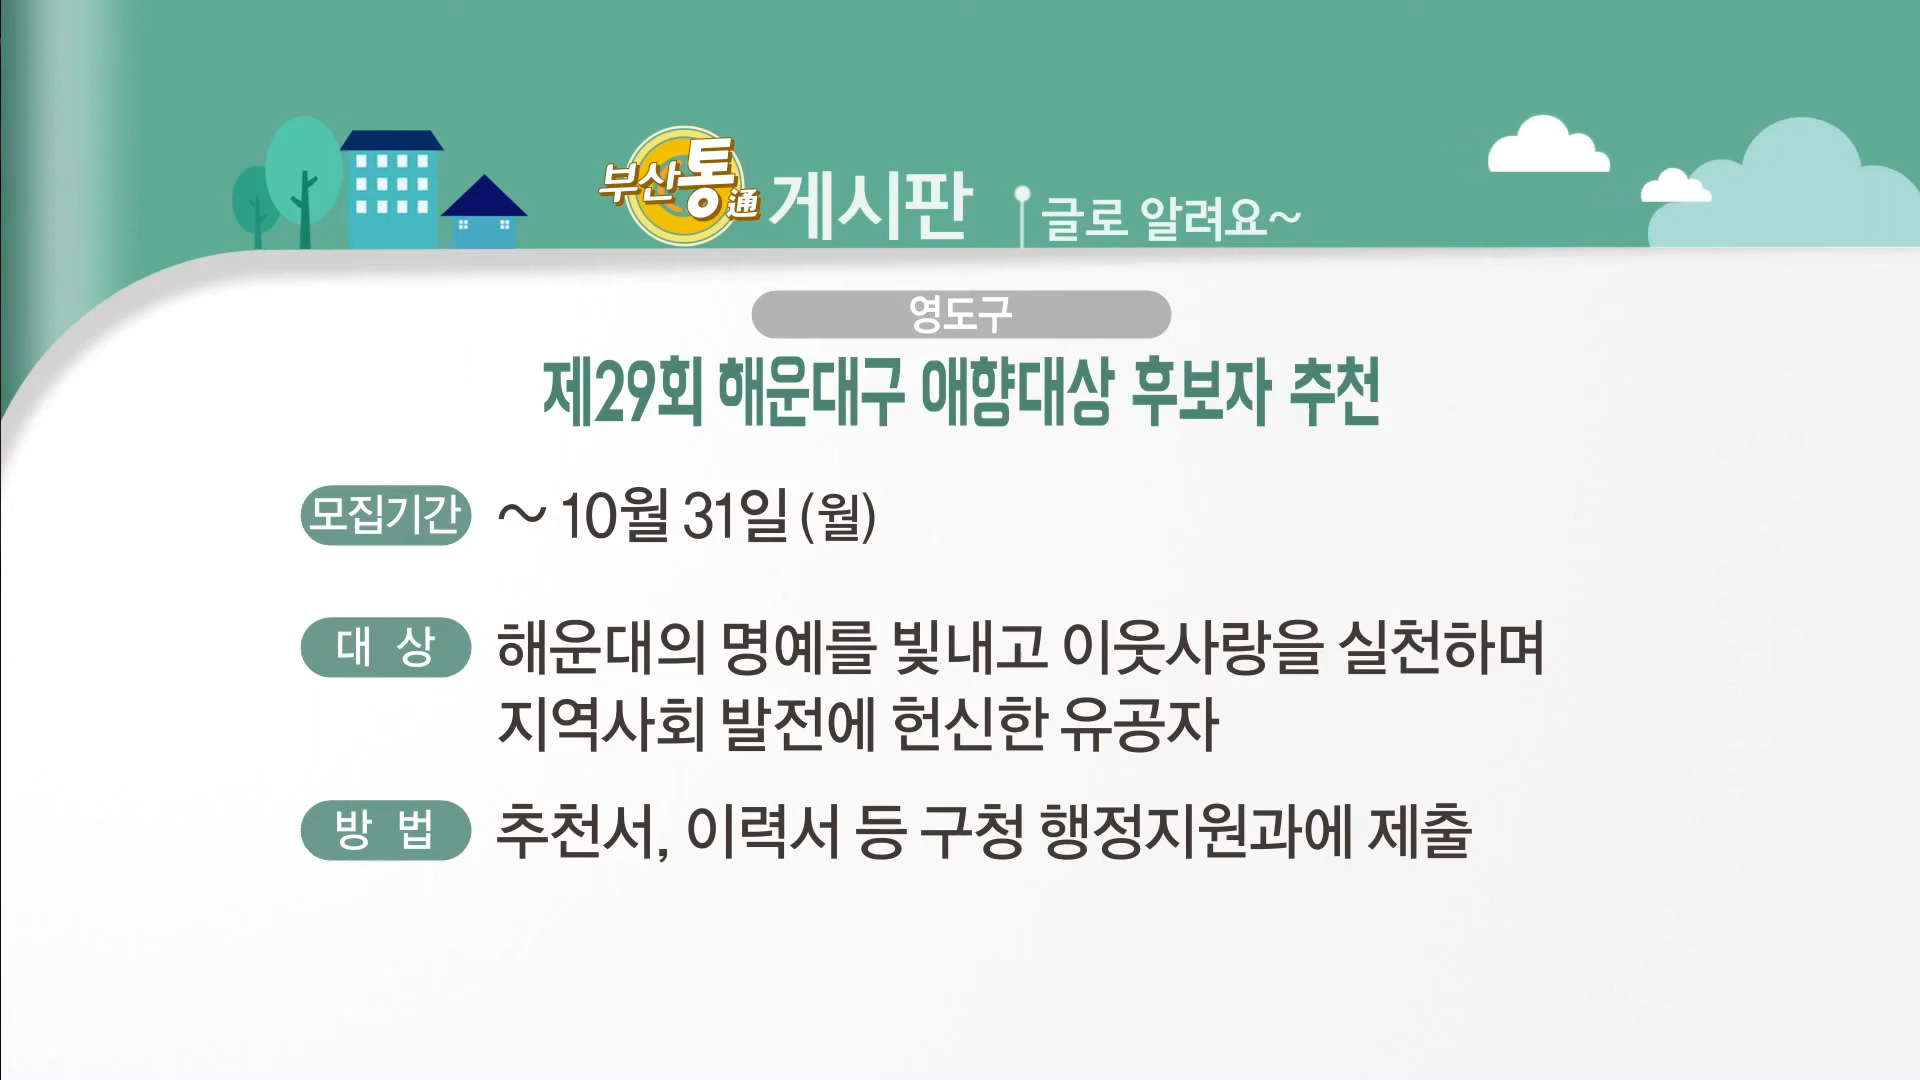 부산통通 게시판 글로 알려요~
영도구
제29회 해운대구 애향대상 후보자 추천
모집기간 ~ 10월 31일 (월)
대 상 해운대의 명예를 빛내고 이웃사랑을 실천하며
지역사회 발전에 헌신한 유공자
방 법 추천서, 이력서 등 구청 행정지원과에 제출